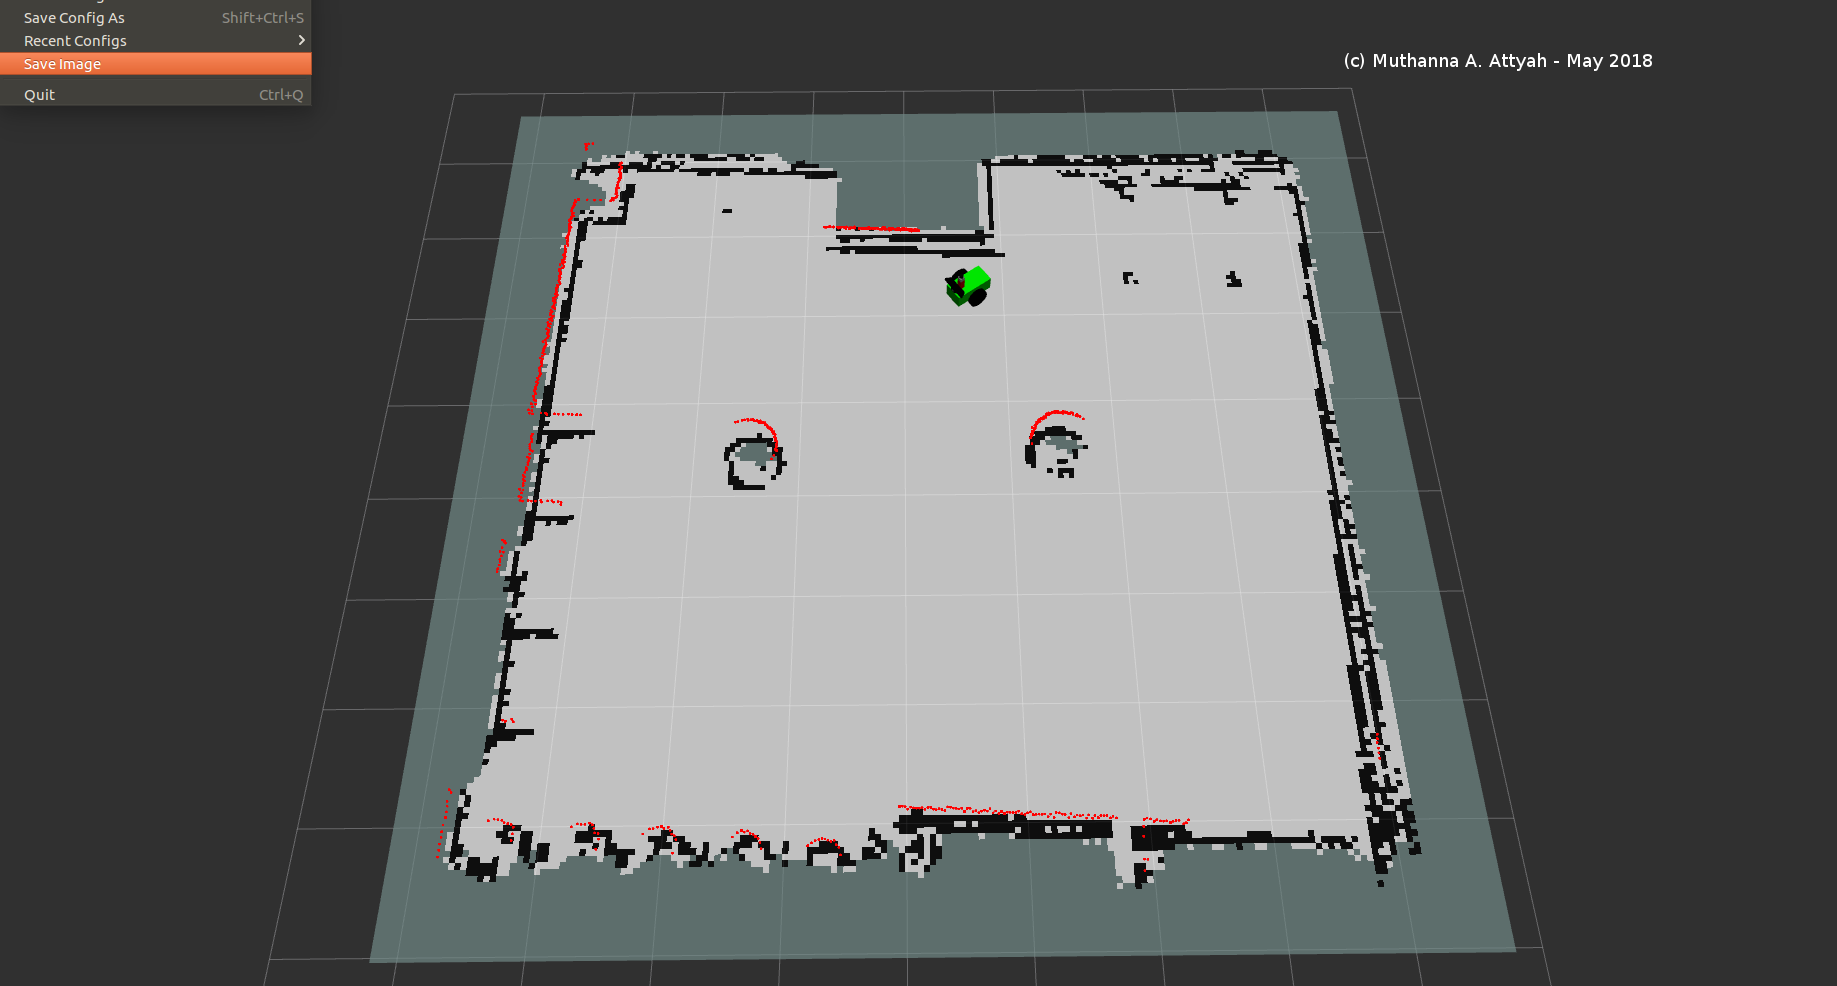 Save Config As Shift+Ctrl+S
Recent Configs
Save Image
Quit Ctrl+Q
(c) Muthanna A. Attyah - May 2018